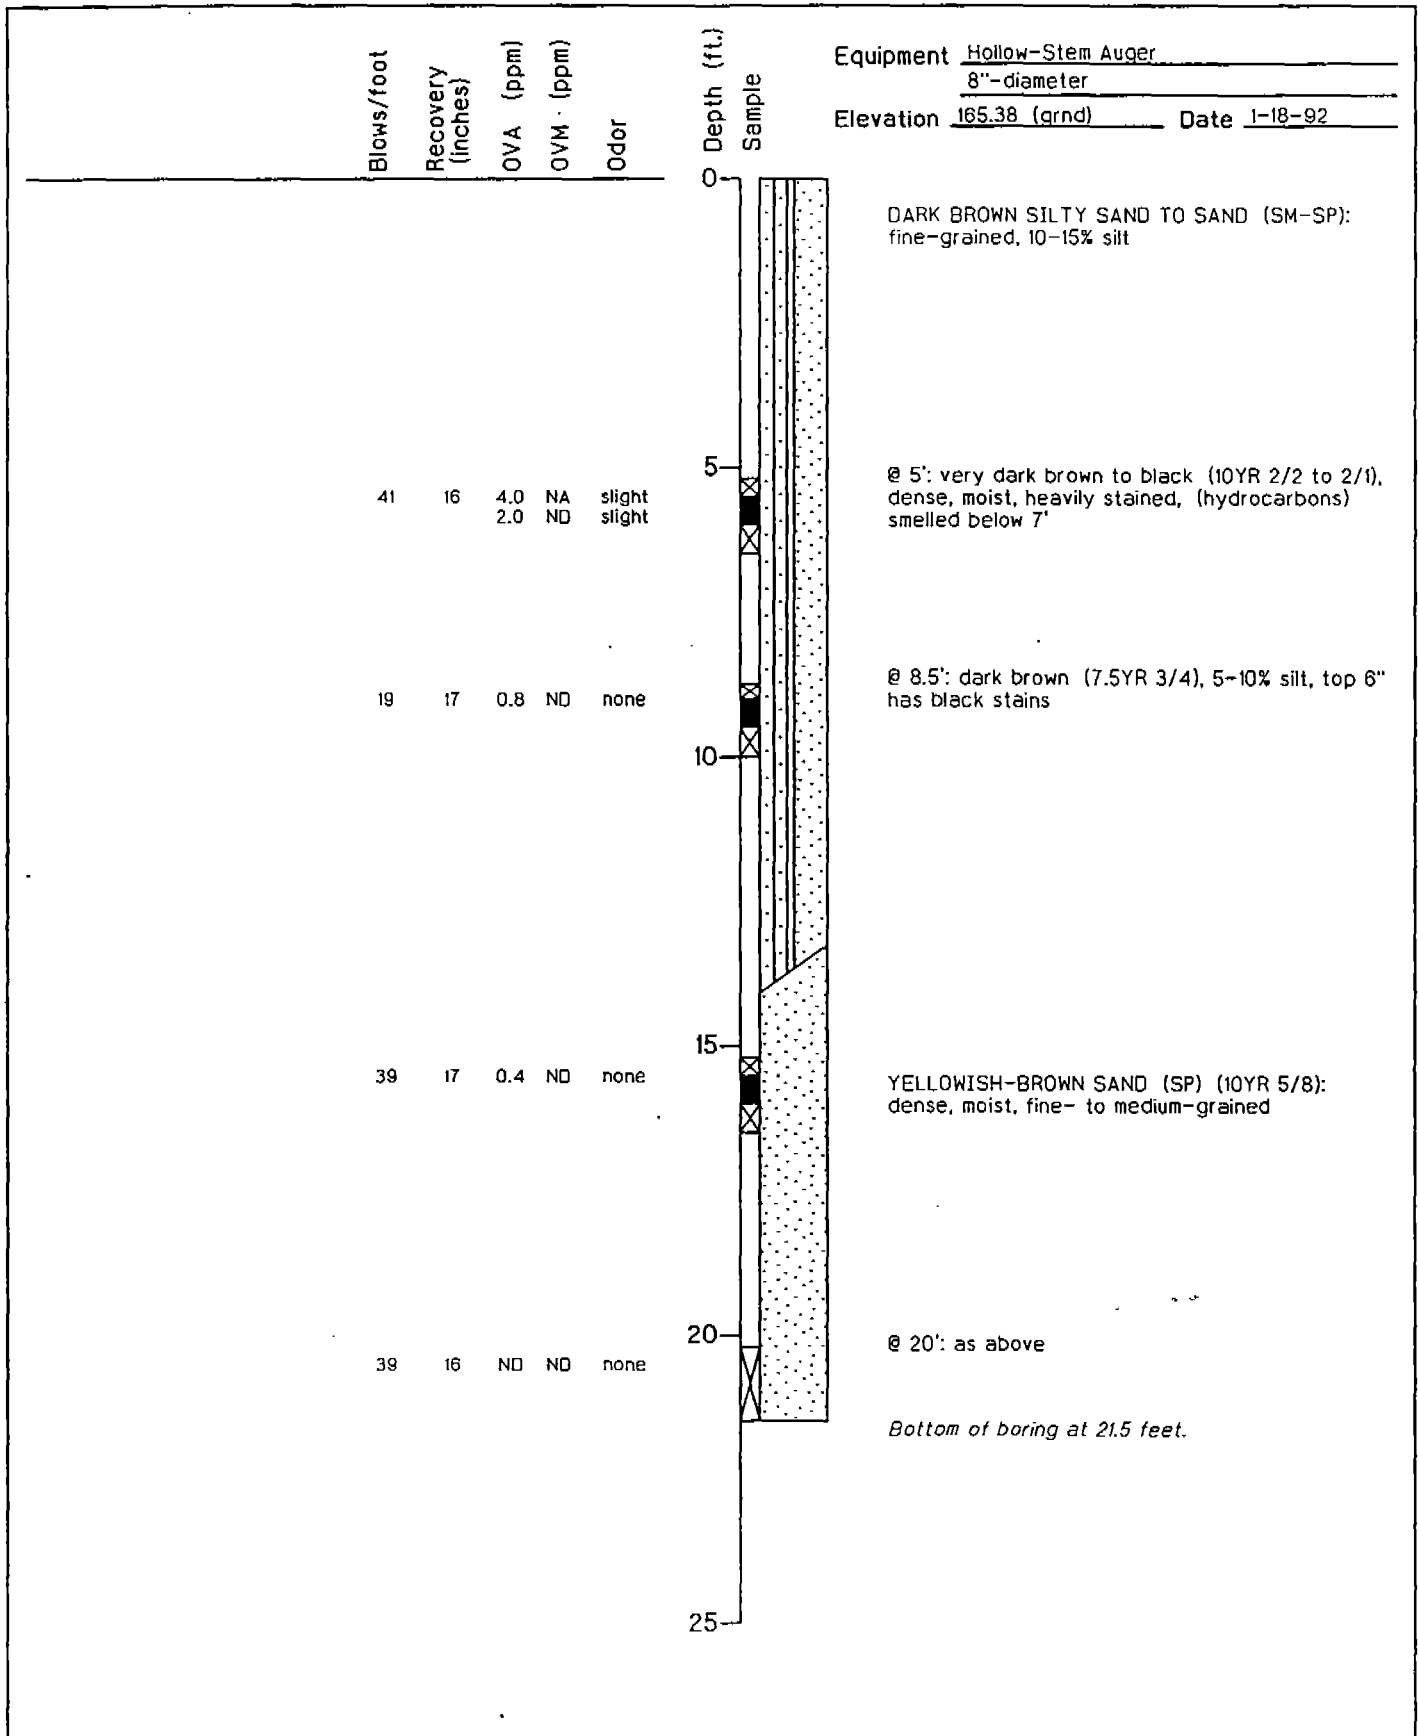 Blows/foot
Recovery
(inches)
OVA (ppm)
OVM (ppm)
Odor
Depth (ft.)
Sample
Equipment Hollow-Stem Auger
8"-diameter
Elevation 165.38 (grnd) Date 1-18-92
0
DARK BROWN SILTY SAND TO SAND (SM-SP):
fine-grained, 10-15% silt
5
41 16 4.0 NA slight
2.0 ND slight
@ 5': very dark brown to black (10YR 2/2 to 2/1),
dense, moist, heavily stained, (hydrocarbons)
smelled below 7'
19 17 0.8 ND none
@ 8.5': dark brown (7.5YR 3/4), 5-10% silt, top 6"
has black stains
10
15
39 17 0.4 ND none
YELLOWISH-BROWN SAND (SP) (10YR 5/8):
dense, moist, fine- to medium-grained
20
39 16 ND ND none
@ 20': as above
Bottom of boring at 21.5 feet.
25